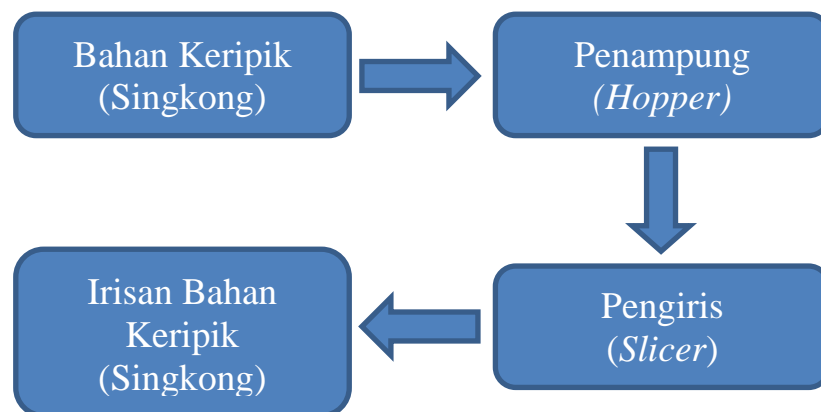 Bahan Keripik
(Singkong)
Penampung
(Hopper)
Pengiris
(Slicer)
Irisan Bahan
Keripik
(Singkong)